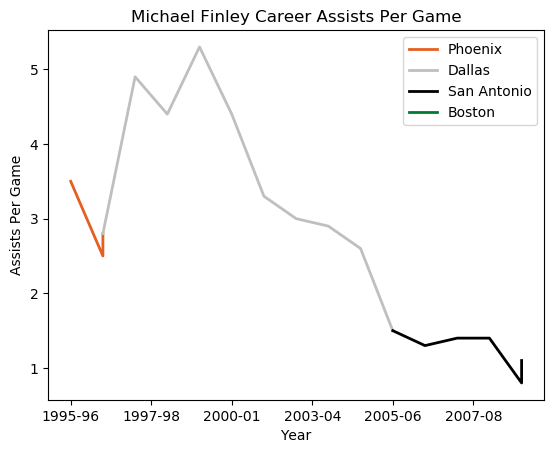 Michael Finley Career Assists Per Game
Phoenix
Dallas
San Antonio
Boston
Assists Per Game
5
4
3
2
1
1995-96 1997-98 2000-01 2003-04 2005-06 2007-08
Year